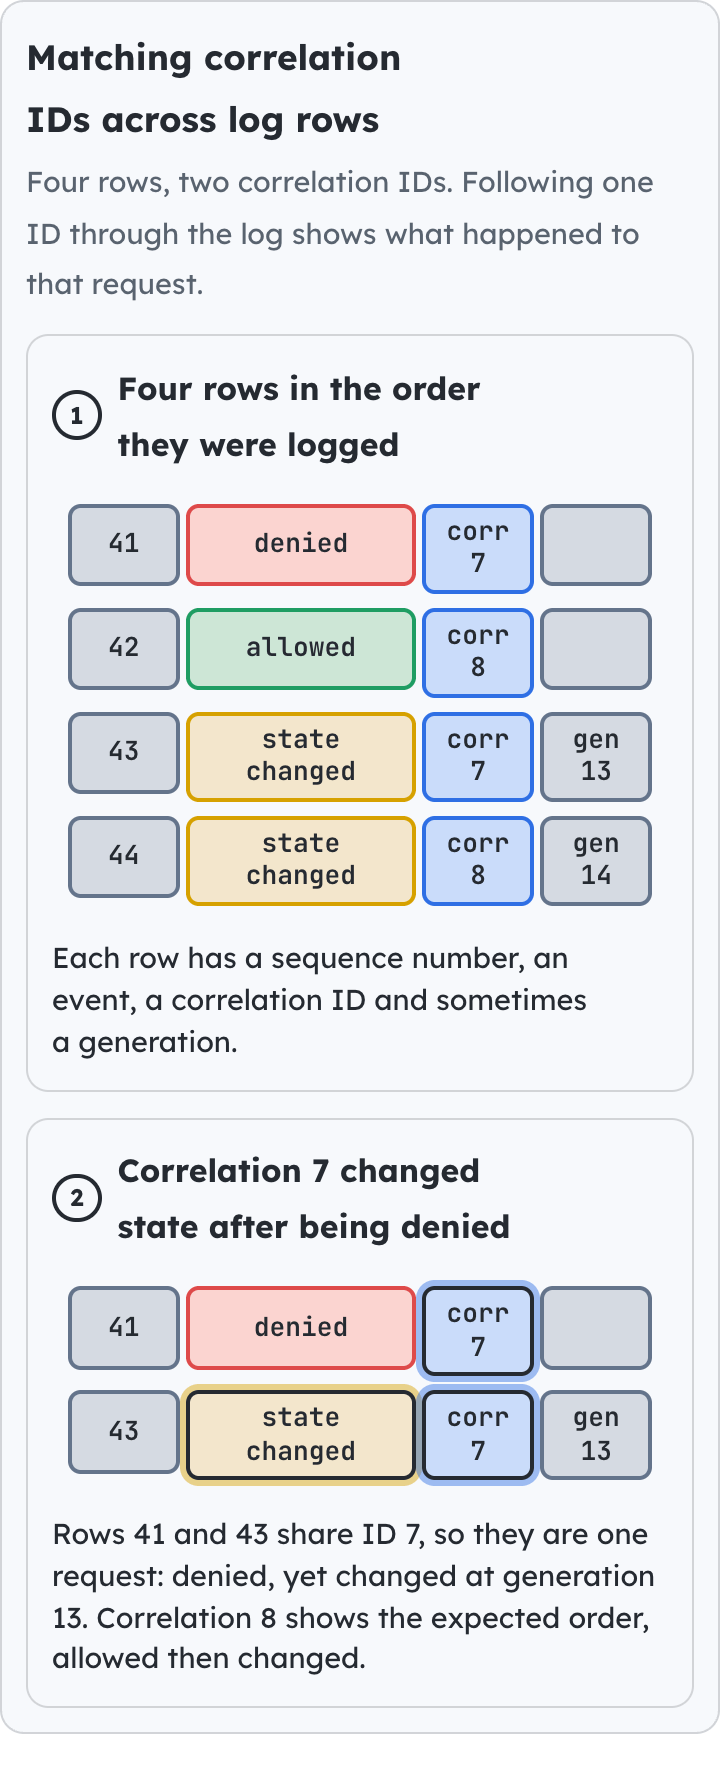 Matching correlation
IDs across log rows
Four rows, two correlation IDs. Following one
ID through the log shows what happened to
that request.
1
Four rows in the order
they were logged
41 denied corr 7
42 allowed corr 8
43 state changed corr 7 gen 13
44 state changed corr 8 gen 14
Each row has a sequence number, an
event, a correlation ID and sometimes
a generation.
2
Correlation 7 changed
state after being denied
41 denied corr 7
43 state changed corr 7 gen 13
Rows 41 and 43 share ID 7, so they are one
request: denied, yet changed at generation
13. Correlation 8 shows the expected order,
allowed then changed.